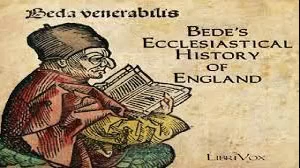 Beda venerabilis
BEDE'S
ECCLESIASTICAL
HISTORY
OF
ENGLAND
LIBRIVOX